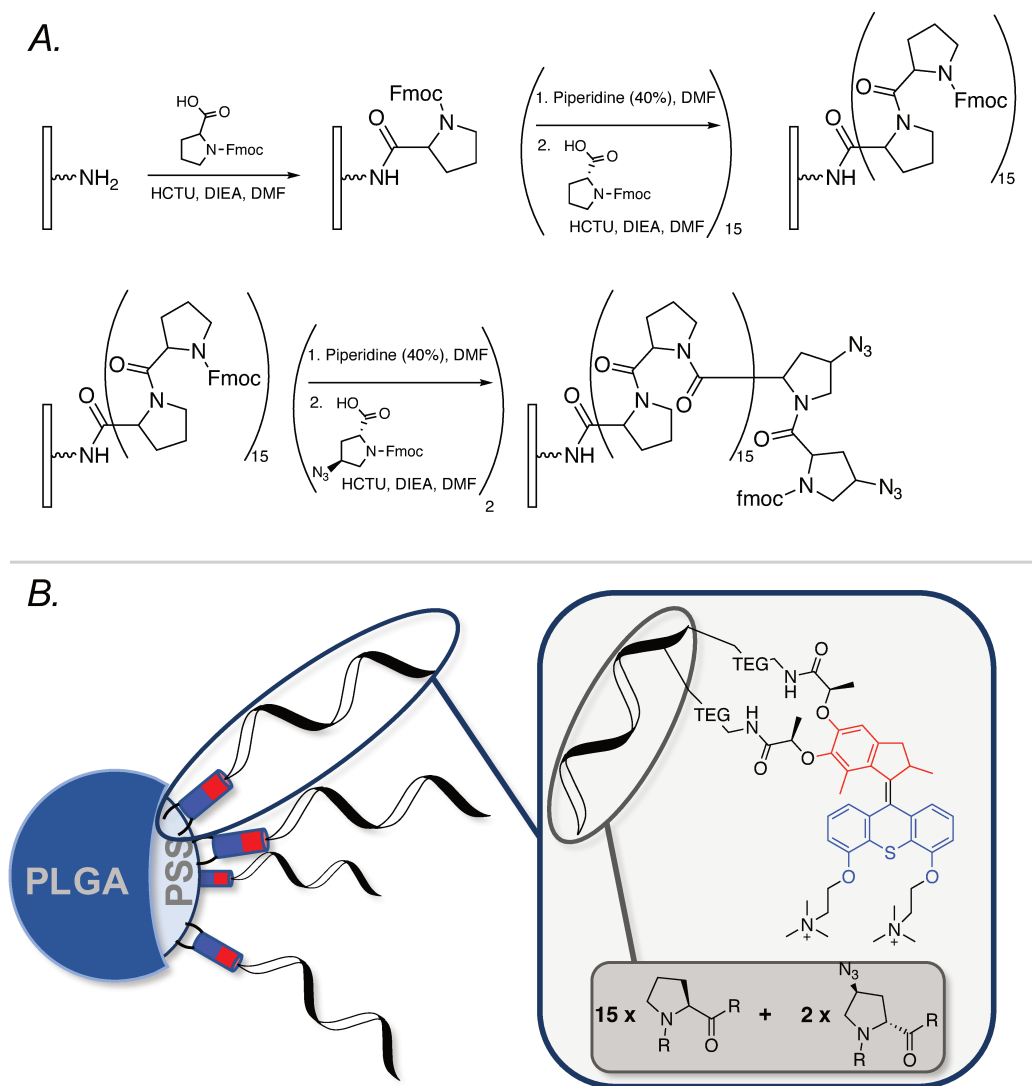 A.
HO
O
N-Fmoc
NH2
HCTU, DIEA, DMF
Fmoc
O
N
NH
1. Piperidine (40%), DMF
2.
HO
O
N-Fmoc
HCTU, DIEA, DMF
15
N
O
Fmoc
O
N
NH
15
N
O
Fmoc
O
N
NH
15
1. Piperidine (40%), DMF
2.
HO
O
N-Fmoc
N3
HCTU, DIEA, DMF
2
O
N
N
O
O
NH
15
N3
N
O
N
fmoc
N3
B.
PLGA
PSS
TEG
N
H
O
O
TEG
H
N
O
O
S
O
O
N
+
N
+
15 x
N
R
R
O
+
2 x
N3
N
R
R
O